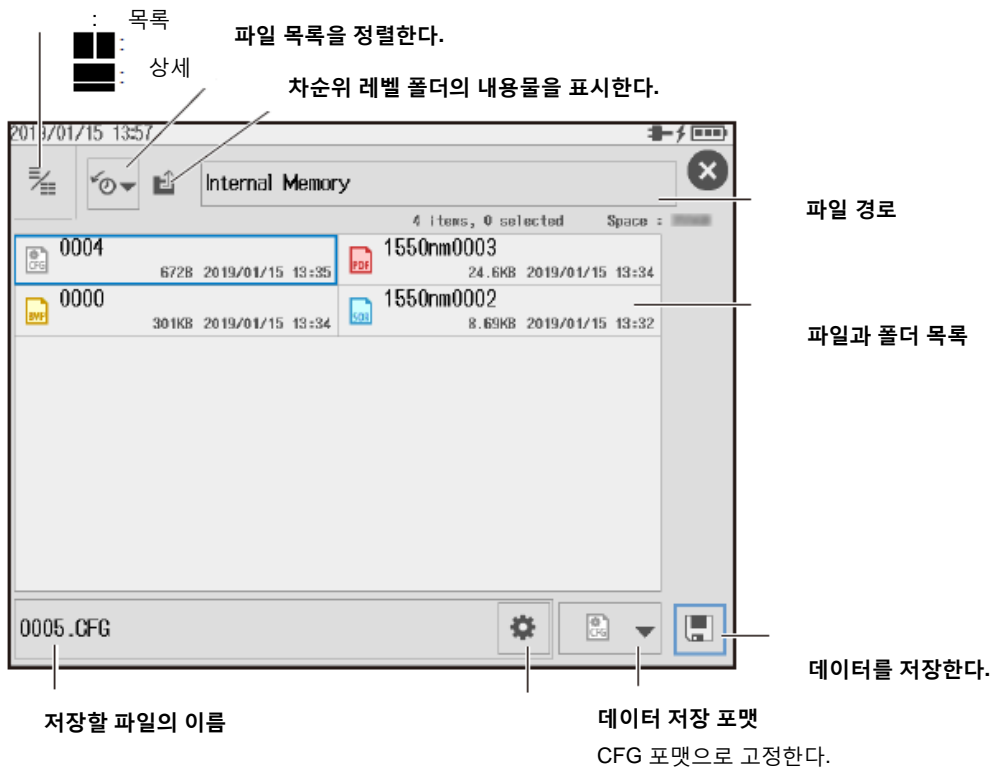 : 목록
:
: 상세
파일 목록을 정렬한다.
차순위 레벨 폴더의 내용물을 표시한다.
2019/01/15 13:57
Internal Memory
4 items, 0 selected Space :
CFG 0004
672B 2019/01/15 13:35
PDF 1550nm0003
24.6KB 2019/01/15 13:34
BMP 0000
301KB 2019/01/15 13:34
SOR 1550nm0002
8.69KB 2019/01/15 13:32
파일 경로
파일과 폴더 목록
0005.CFG
CFG
데이터를 저장한다.
저장할 파일의 이름
데이터 저장 포맷
CFG 포맷으로 고정한다.